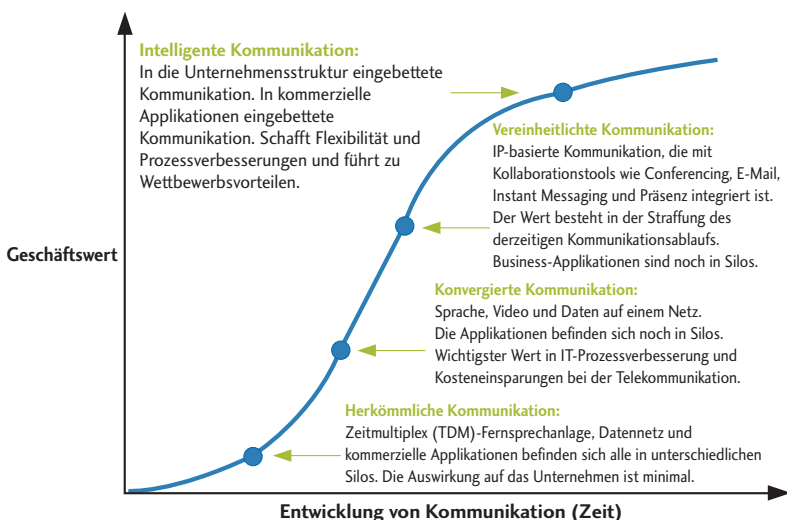 Intelligente Kommunikation:
In die Unternehmensstruktur eingebettete
Kommunikation. In kommerzielle
Applikationen eingebettete
Kommunikation. Schafft Flexibilität und
Prozessverbesserungen und führt zu
Wettbewerbsvorteilen.
Vereinheitlichte Kommunikation:
IP-basierte Kommunikation, die mit
Kollaborationstools wie Conferencing, E-Mail,
Instant Messaging und Präsenz integriert ist.
Der Wert besteht in der Straffung des
derzeitigen Kommunikationsablaufs.
Business-Applikationen sind noch in Silos.
Geschäftswert
Konvergierte Kommunikation:
Sprache, Video und Daten auf einem Netz.
Die Applikationen befinden sich noch in Silos.
Wichtigster Wert in IT-Prozessverbesserung und
Kosteneinsparungen bei der Telekommunikation.
Herkömmliche Kommunikation:
Zeitmultiplex (TDM)-Fernsprechanlage, Datennetz und
kommerzielle Applikationen befinden sich alle in unterschiedlichen
Silos. Die Auswirkung auf das Unternehmen ist minimal.
Entwicklung von Kommunikation (Zeit)